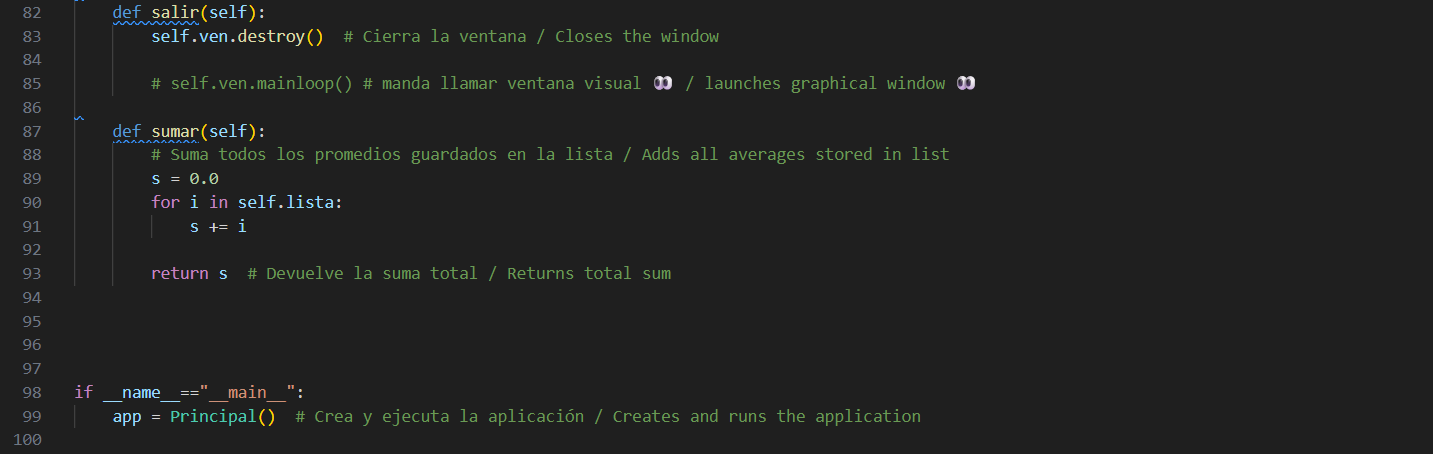 82 def salir(self):
83 self.ven.destroy()  # Cierra la ventana / Closes the window
84
85 # self.ven.mainloop() # manda llamar ventana visual 👀 / launches graphical window 👀
86
87 def sumar(self):
88 # Suma todos los promedios guardados en la lista / Adds all averages stored in list
89 s = 0.0
90 for i in self.lista:
91 s += i
92
93 return s  # Devuelve la suma total / Returns total sum
94
95
96
97
98 if __name__=="__main__":
99 app = Principal()  # Crea y ejecuta la aplicación / Creates and runs the application
100